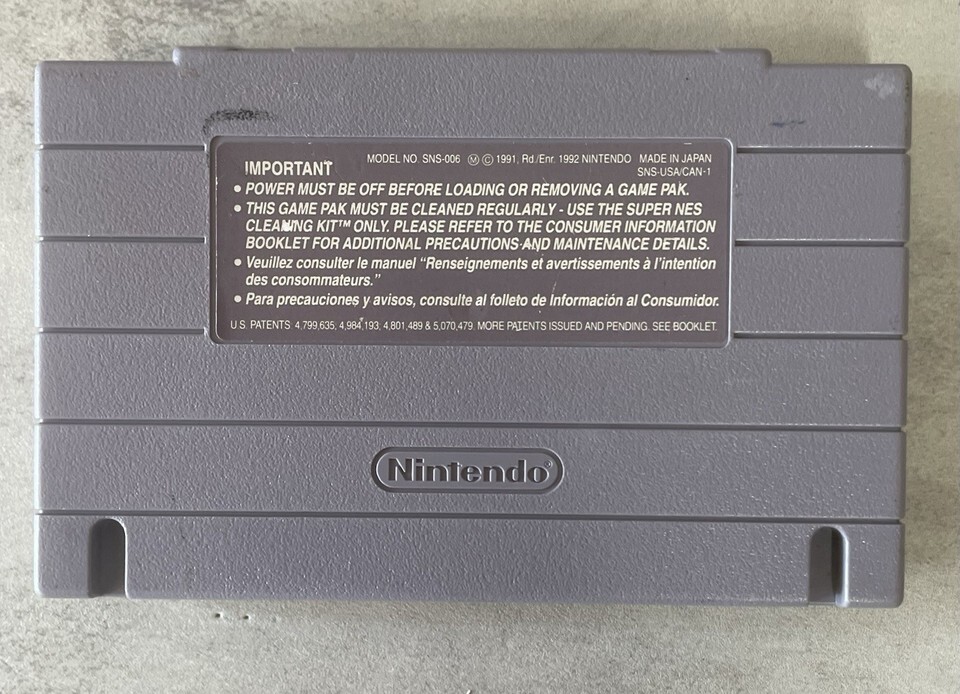 IMPORTANT
MODEL NO. SNS-006 Ⓜ © 1991, Rd./Enr. 1992 NINTENDO MADE IN JAPAN
SNS-USA/CAN-1
• POWER MUST BE OFF BEFORE LOADING OR REMOVING A GAME PAK.
• THIS GAME PAK MUST BE CLEANED REGULARLY - USE THE SUPER NES
CLEANING KIT™ ONLY. PLEASE REFER TO THE CONSUMER INFORMATION
BOOKLET FOR ADDITIONAL PRECAUTIONS AND MAINTENANCE DETAILS.
• Veuillez consulter le manuel “Renseignements et avertissements à l’intention
des consommateurs.”
• Para precauciones y avisos, consulte al folleto de Información al Consumidor.
U.S. PATENTS 4,799,635; 4,984,193; 4,801,489 & 5,070,479. MORE PATENTS ISSUED AND PENDING. SEE BOOKLET.
Nintendo®